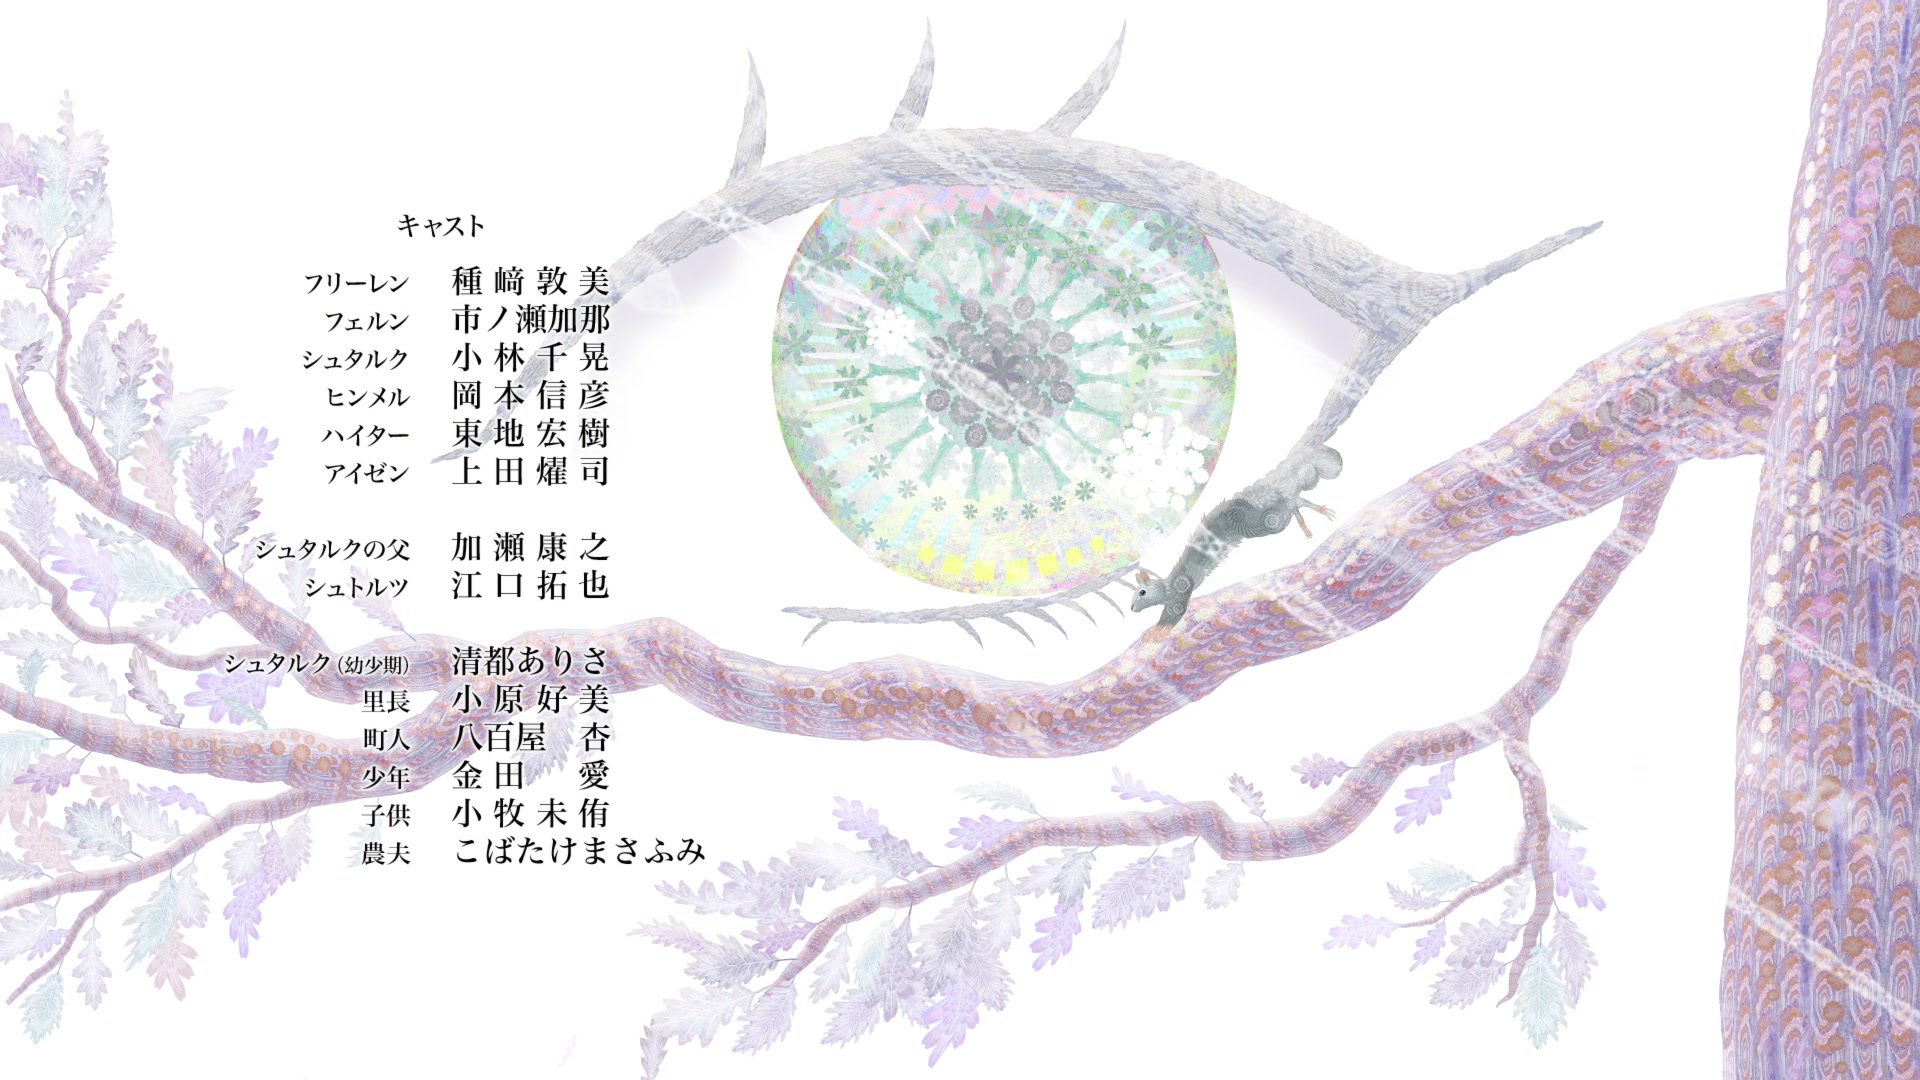 キャスト
フリーレン 種﨑敦美
フェルン 市ノ瀬加那
シュタルク 小林千晃
ヒンメル 岡本信彦
ハイター 東地宏樹
アイゼン 上田燿司
シュタルクの父 加瀬康之
シュトルツ 江口拓也
シュタルク(幼少期) 清都ありさ
里長 小原好美
町人 八百屋 杏
少年 金田 愛
子供 小牧未侑
農夫 こばたけまさふみ